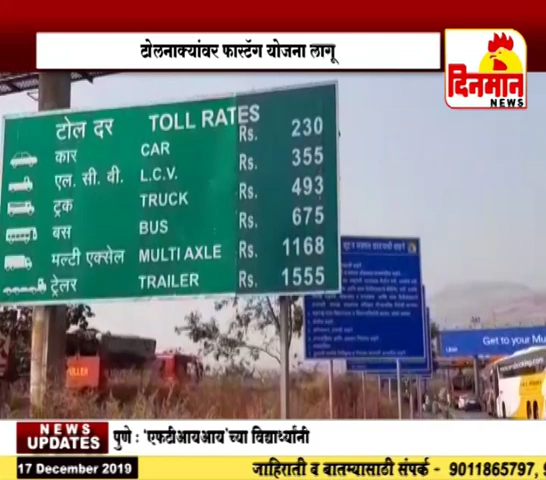 टोलनाक्यांवर फास्टॅग योजना लागू
दिनमान
NEWS
टोल दर TOLL RATES
कार CAR Rs. 230
एल. सी. वी. L.C.V. Rs. 355
ट्रक TRUCK Rs. 493
बस BUS Rs. 675
मल्टी एक्सेल MULTI AXLE Rs. 1168
ट्रेलर TRAILER Rs. 1555
Get to your Mu
NEWS
UPDATES
पुणे : 'एफटीआयआय'च्या विद्यार्थ्यांनी
17 December 2019
जाहिराती व बातम्यासाठी संपर्क - 9011865797, 9